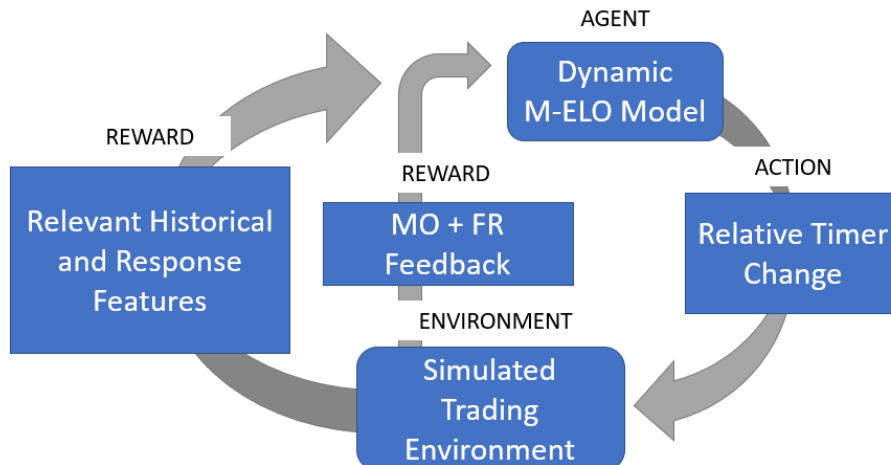 AGENT
Dynamic
M-ELO Model
REWARD
Relevant Historical
and Response
Features
REWARD
MO + FR
Feedback
ACTION
Relative Timer
Change
ENVIRONMENT
Simulated
Trading
Environment